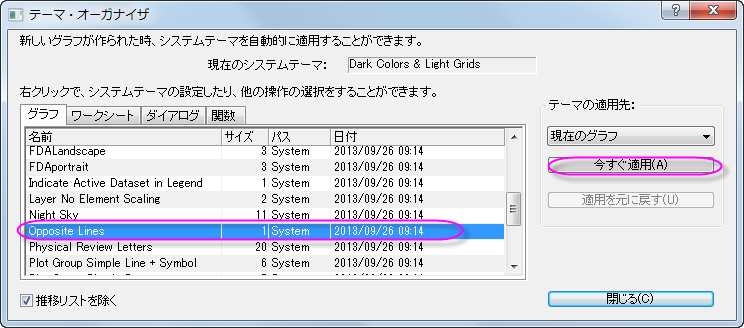 テーマ・オーガナイザ
新しいグラフが作られた時、システムテーマを自動的に適用することができます。
現在のシステムテーマ: Dark Colors & Light Grids
右クリックで、システムテーマの設定したり、他の操作の選択をすることができます。
グラフ ワークシート ダイアログ 関数
名前 サイズ パス 日付
FDALandscape 3 System 2013/09/26 09:14
FDAportrait 3 System 2013/09/26 09:14
Indicate Active Dataset in Legend 1 System 2013/09/26 09:14
Layer No Element Scaling 2 System 2013/09/26 09:14
Night Sky 11 System 2013/09/26 09:14
Opposite Lines 1 System 2013/09/26 09:14
Physical Review Letters 20 System 2013/09/26 09:14
Plot Group Simple Line + Symbol 6 System 2013/09/26 09:14
推移リストを除く
テーマの適用先:
現在のグラフ
今すぐ適用(A)
適用を元に戻す(U)
閉じる(C)